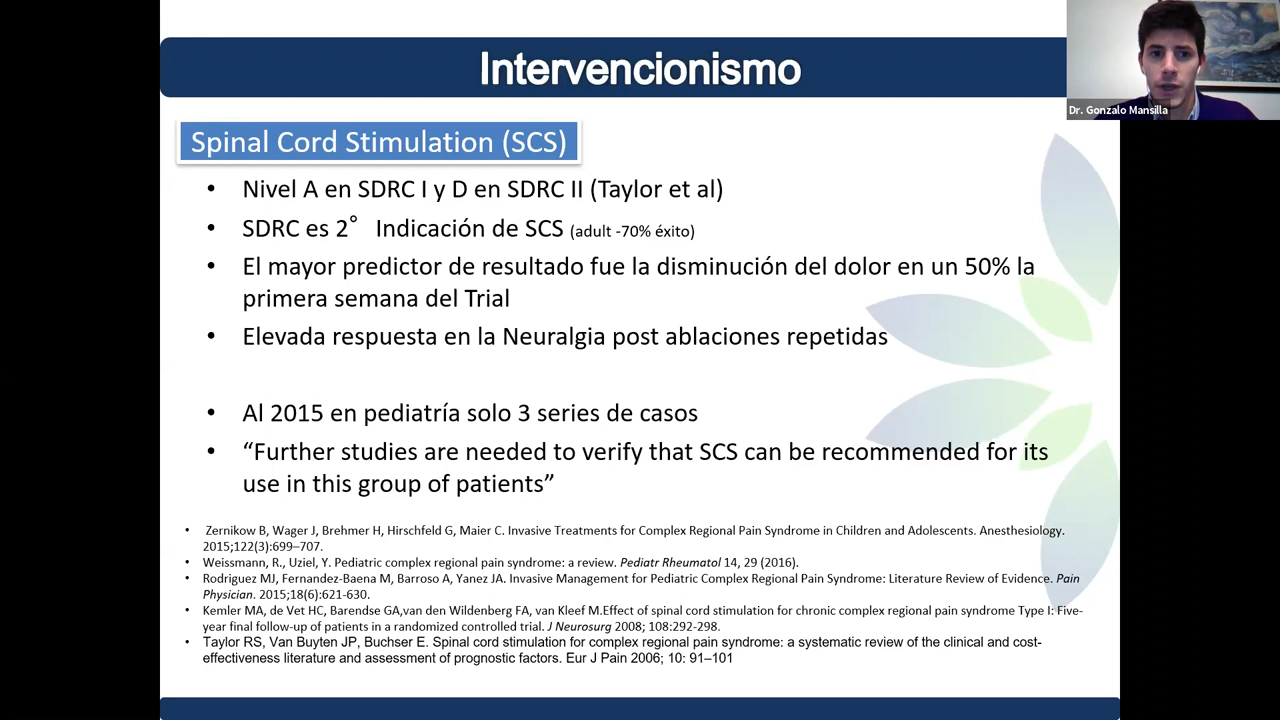 Intervencionismo
Dr. Gonzalo Mansilla
Spinal Cord Stimulation (SCS)
• Nivel A en SDRC I y D en SDRC II (Taylor et al)
• SDRC es 2° Indicación de SCS (adult -70% éxito)
• El mayor predictor de resultado fue la disminución del dolor en un 50% la
primera semana del Trial
• Elevada respuesta en la Neuralgia post ablaciones repetidas
• Al 2015 en pediatría solo 3 series de casos
• “Further studies are needed to verify that SCS can be recommended for its
use in this group of patients”
• Zernikow B, Wager J, Brehmer H, Hirschfeld G, Maier C. Invasive Treatments for Complex Regional Pain Syndrome in Children and Adolescents. Anesthesiology.
2015;122(3):699–707.
• Weissmann, R., Uziel, Y. Pediatric complex regional pain syndrome: a review. Pediatr Rheumatol 14, 29 (2016).
• Rodriguez MJ, Fernandez-Baena M, Barroso A, Yanez JA. Invasive Management for Pediatric Complex Regional Pain Syndrome: Literature Review of Evidence. Pain
Physician. 2015;18(6):621-630.
• Kemler MA, de Vet HC, Barendse GA,van den Wildenberg FA, van Kleef M.Effect of spinal cord stimulation for chronic complex regional pain syndrome Type I: Five-
year final follow-up of patients in a randomized controlled trial. J Neurosurg 2008; 108:292-298.
• Taylor RS, Van Buyten JP, Buchser E. Spinal cord stimulation for complex regional pain syndrome: a systematic review of the clinical and cost-
effectiveness literature and assessment of prognostic factors. Eur J Pain 2006; 10: 91–101